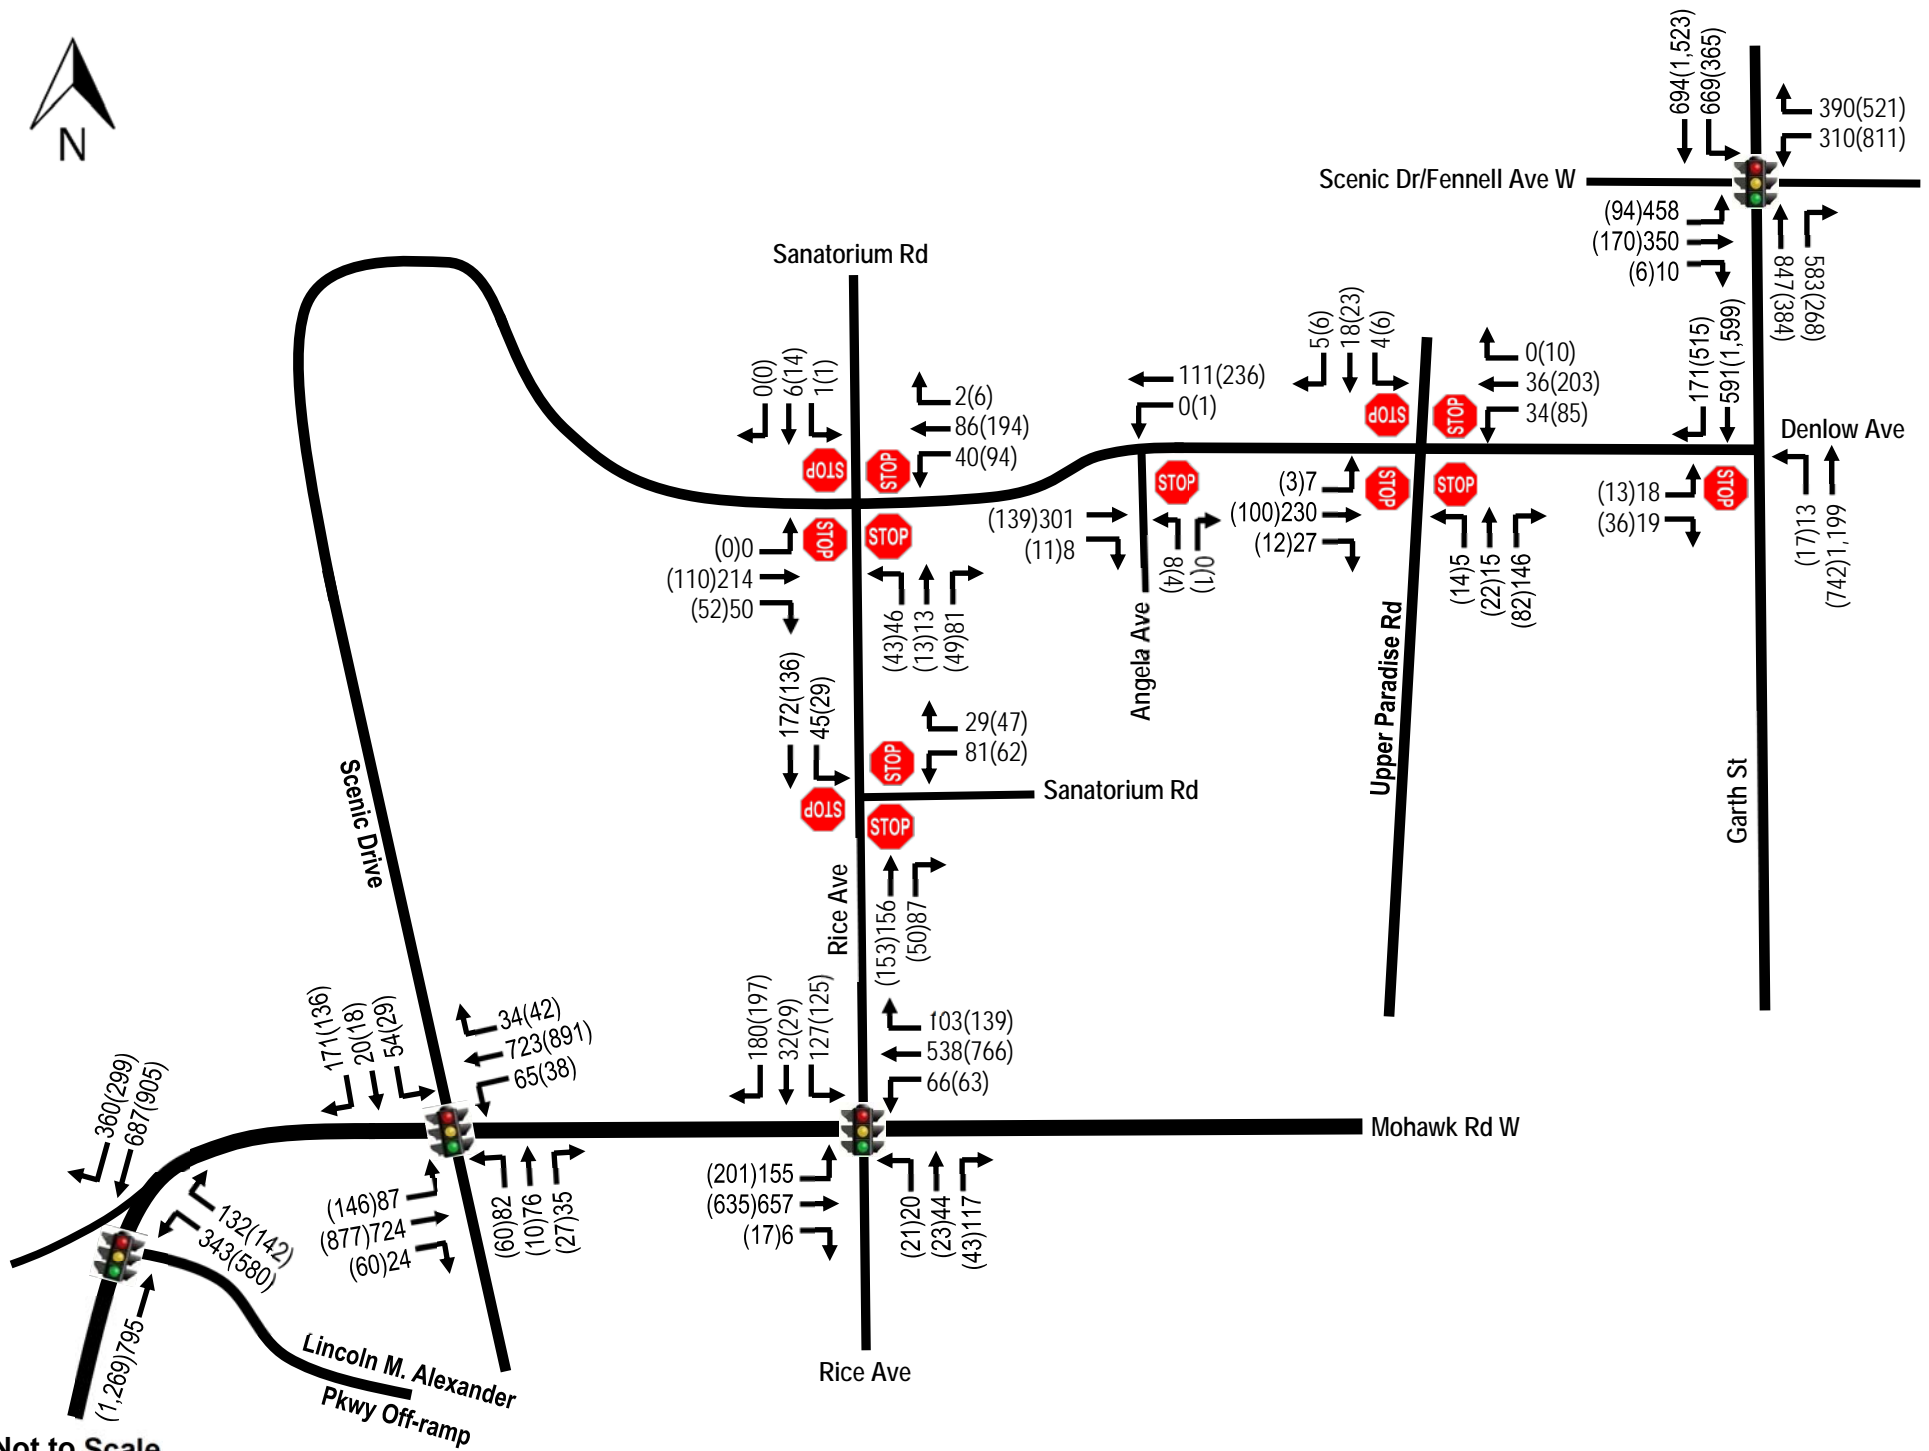 N
694(1,523)
669(365)
390(521)
310(811)
Scenic Dr/Fennell Ave W
(94)458
(170)350
(6)10
847(384)
583(268)
Sanatorium Rd
0(0)
6(14)
1(1)
2(6)
86(194)
40(94)
STOP
STOP
STOP
STOP
(0)0
(110)214
(52)50
(43)46
(13)13
(49)81
111(236)
0(1)
STOP
(139)301
(11)8
8(4)
0(1)
Angela Ave
5(6)
18(23)
4(6)
0(10)
36(203)
34(85)
STOP
STOP
STOP
STOP
(3)7
(100)230
(12)27
(14)5
(22)15
(82)146
Upper Paradise Rd
171(515)
591(1,599)
Denlow Ave
(13)18
(36)19
STOP
(17)13
(742)1,199
Garth St
172(136)
45(29)
29(47)
81(62)
STOP
STOP
STOP
Sanatorium Rd
(153)156
(50)87
Rice Ave
Scenic Drive
171(136)
20(18)
54(29)
34(42)
723(891)
65(38)
180(197)
32(29)
127(125)
103(139)
538(766)
66(63)
Mohawk Rd W
360(299)
687(905)
132(142)
343(580)
(146)87
(877)724
(60)24
(60)82
(10)76
(27)35
(201)155
(635)657
(17)6
(21)20
(23)44
(43)117
(1,269)795
Lincoln M. Alexander
Pkwy Off-ramp
Rice Ave
Not to Scale